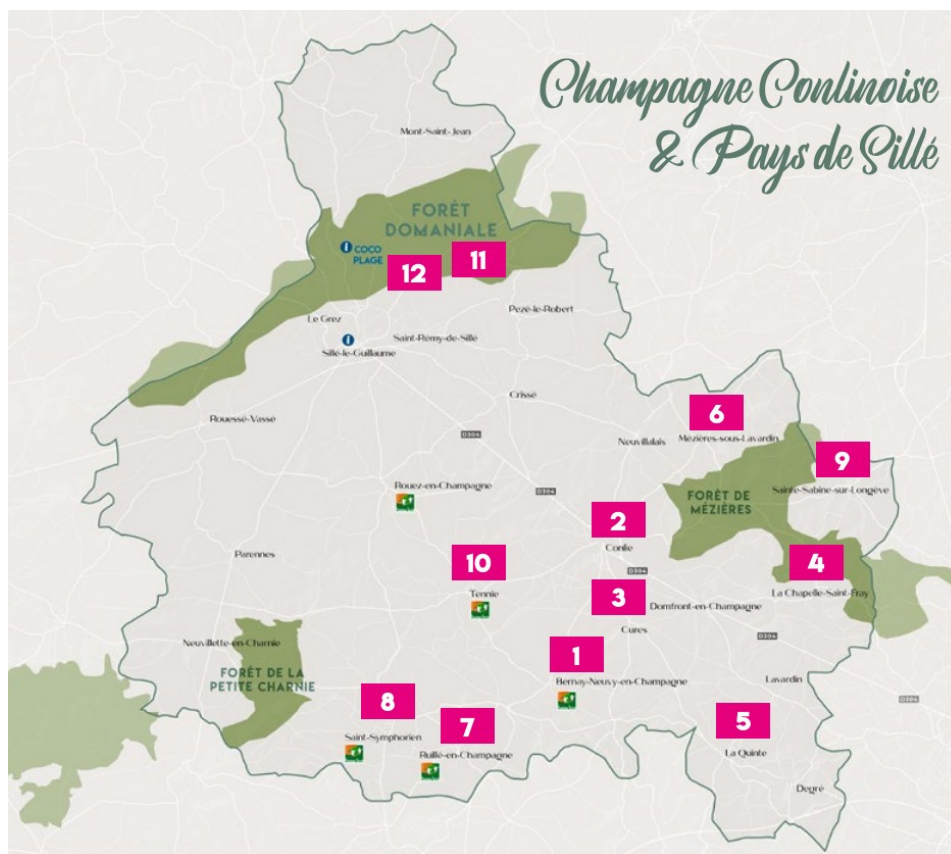 Champagne Conlinoise
& Pays de Sillé
Mont-Saint-Jean
FORÊT
DOMANIALE
i COCO
PLAGE
12
11
Le Grez
Saint-Rémy-de-Sillé
Pezé-le-Robert
i
Sillé-le-Guillaume
Crissé
6
Rouessé-Vassé
D304
Neuvillalais
Mézières-sous-Lavardin
9
Rouez-en-Champagne
D304
FORÊT DE
MÉZIÈRES
Sainte-Sabine-sur-Longève
2
Conlie
Parennes
10
Tennie
D304
4
La Chapelle-Saint-Fray
3
Domfront-en-Champagne
Cures
D304
Neuvillette-en-Charnie
1
FORÊT DE LA
PETITE CHARNIE
Bernay-Neuvy-en-Champagne
Lavardin
D304
8
7
5
Saint-Symphorien
Ruillé-en-Champagne
La Quinte
Degré